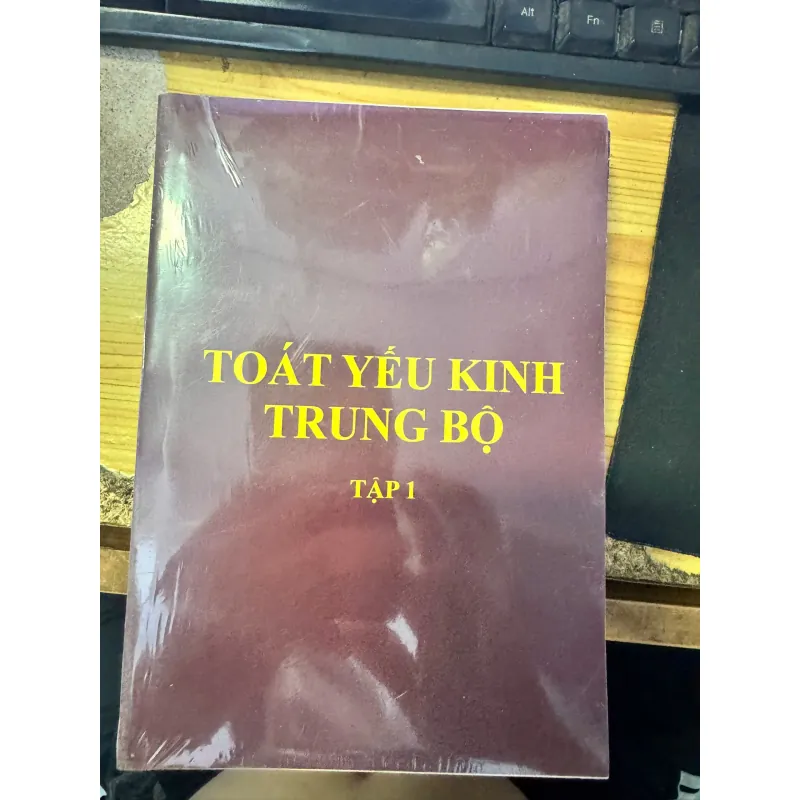 Alt
Fn
TOÁT YẾU KINH
TRUNG BỘ
TẬP 1